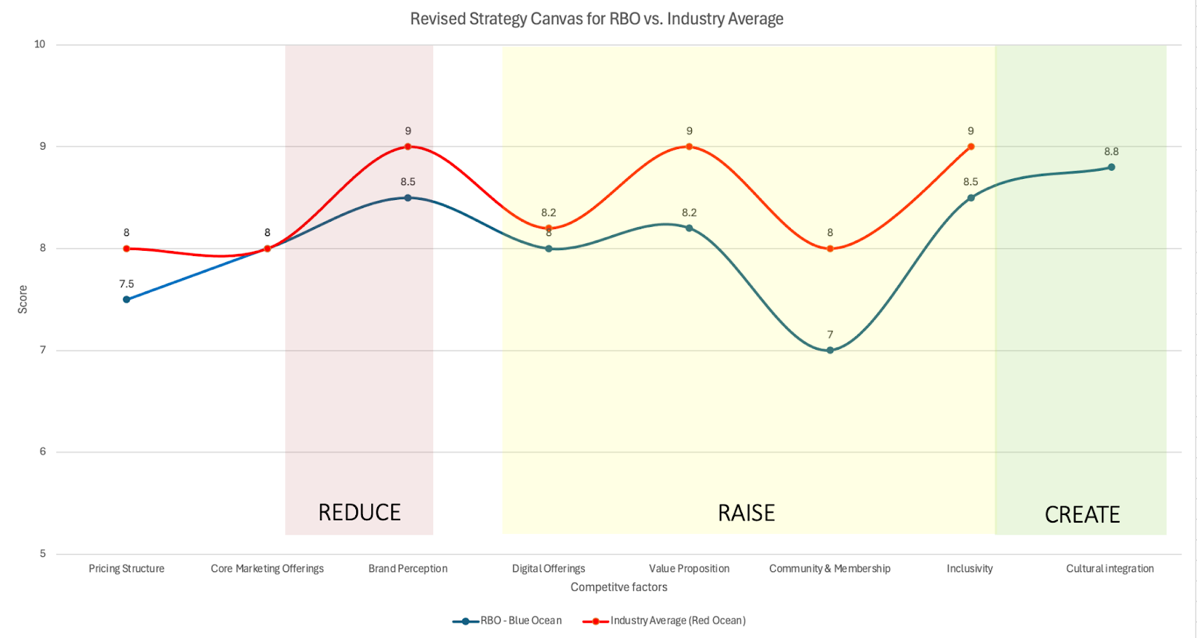 Revised Strategy Canvas for RBO vs. Industry Average
10
9
8
7
6
5
Score
8
7.5
8
9
8.5
8.2
8
9
8.2
8
7
9
8.5
8.8
REDUCE
RAISE
CREATE
Pricing Structure
Core Marketing Offerings
Brand Perception
Digital Offerings
Value Proposition
Community & Membership
Inclusivity
Cultural integration
Competitve factors
RBO - Blue Ocean
Industry Average (Red Ocean)